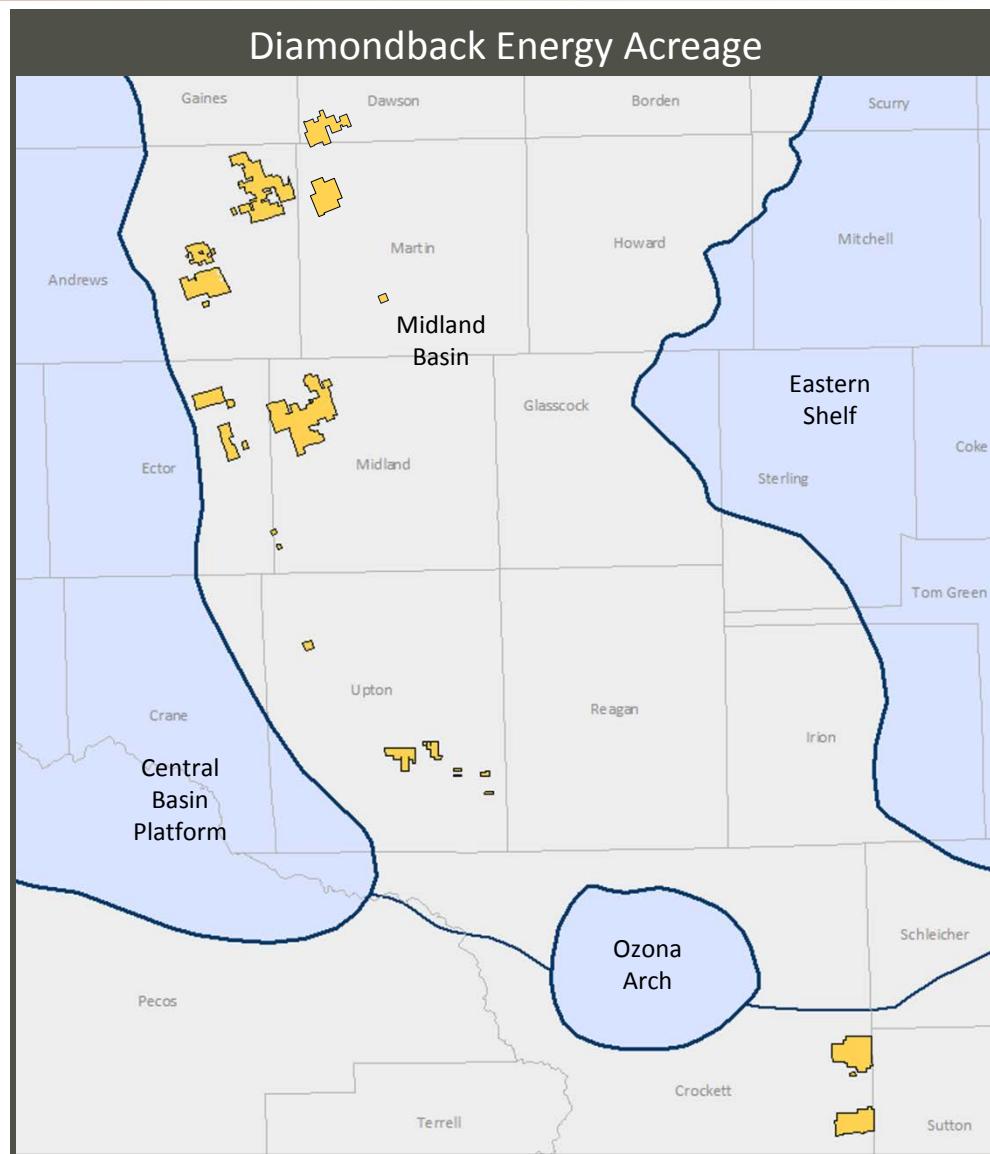 Diamondback Energy Acreage
Gaines
Dawson
Borden
Scurry
Andrews
Martin
Howard
Mitchell
Midland
Basin
Eastern
Shelf
Glasscock
Ector
Midland
Sterling
Coke
Tom Green
Upton
Crane
Reagan
Irion
Central
Basin
Platform
Ozona
Arch
Schleicher
Pecos
Crockett
Terrell
Sutton